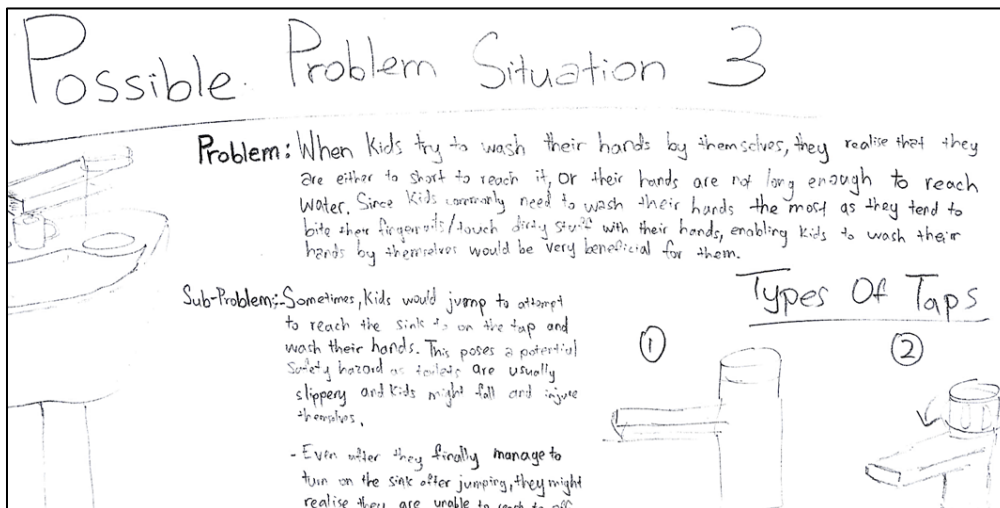 Possible Problem Situation 3
Problem: When kids try to wash their hands by themselves, they realise that they
are either to short to reach it, or their hands are not long enough to reach
water. Since kids commonly need to wash their hands the most as they tend to
bite their fingernails/touch dirty stuff with their hands, enabling kids to wash their
hands by themselves would be very beneficial for them.
Types Of Taps
Sub-Problem:- Sometimes, kids would jump to attempt
to reach the sink to on the tap and
wash their hands. This poses a potential
safety hazard as toilets are usually
slippery and kids might fall and injure
themselves.
- Even after they finally manage to
turn on the sink after jumping, they might
realise they are unable to reach to off
1
2